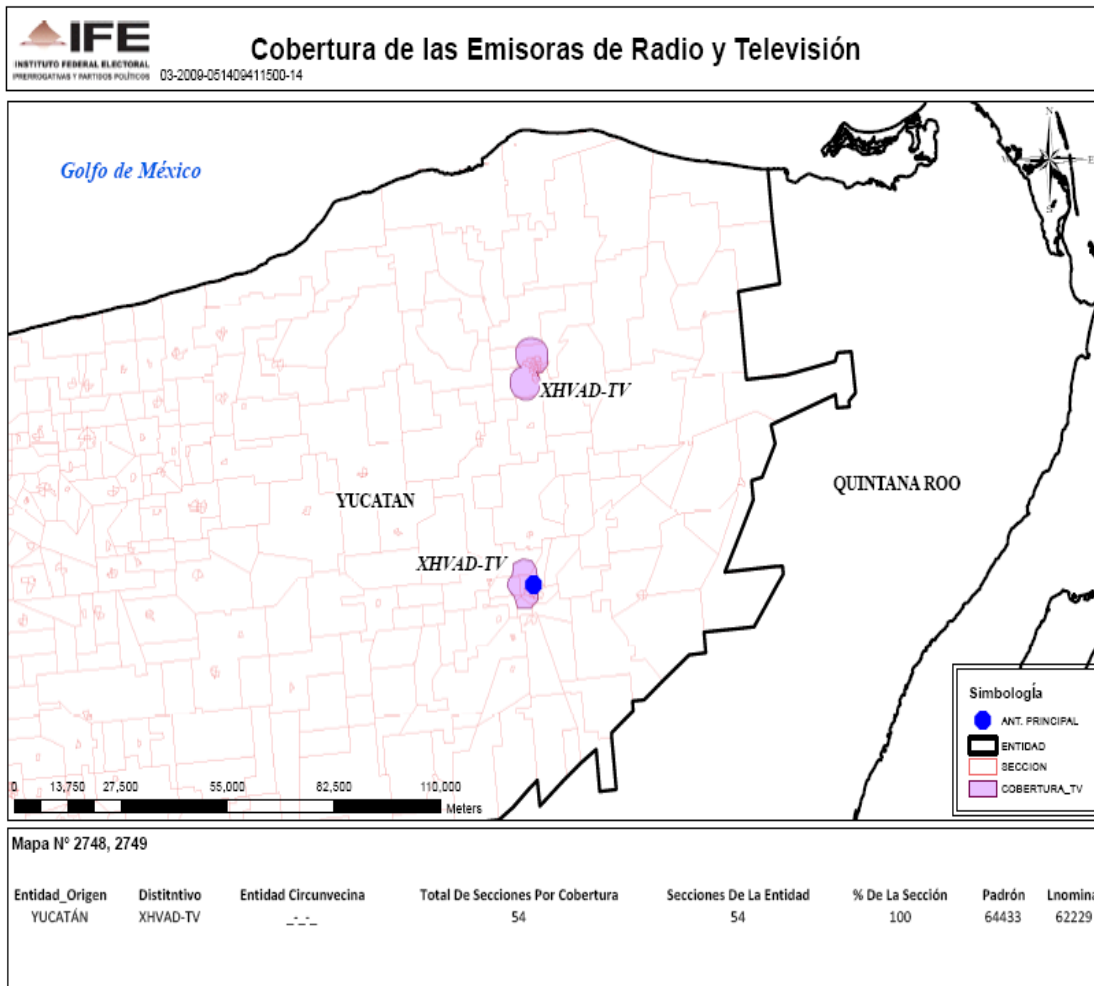 IFE
INSTITUTO FEDERAL ELECTORAL
PRERROGATIVAS Y PARTIDOS POLÍTICOS
Cobertura de las Emisoras de Radio y Televisión
03-2009-051409411500-14
Golfo de México
N
W E
S
XHVAD-TV
QUINTANA ROO
YUCATAN
XHVAD-TV
Simbología
ANT. PRINCIPAL
ENTIDAD
SECCION
COBERTURA_TV
0 13,750 27,500 55,000 82,500 110,000
Meters
Mapa N° 2748, 2749
Entidad_Origen Distitntivo Entidad Circunvecina Total De Secciones Por Cobertura Secciones De La Entidad % De La Sección Padrón Lnomina
YUCATÁN XHVAD-TV _-_-_ 54 54 100 64433 62229